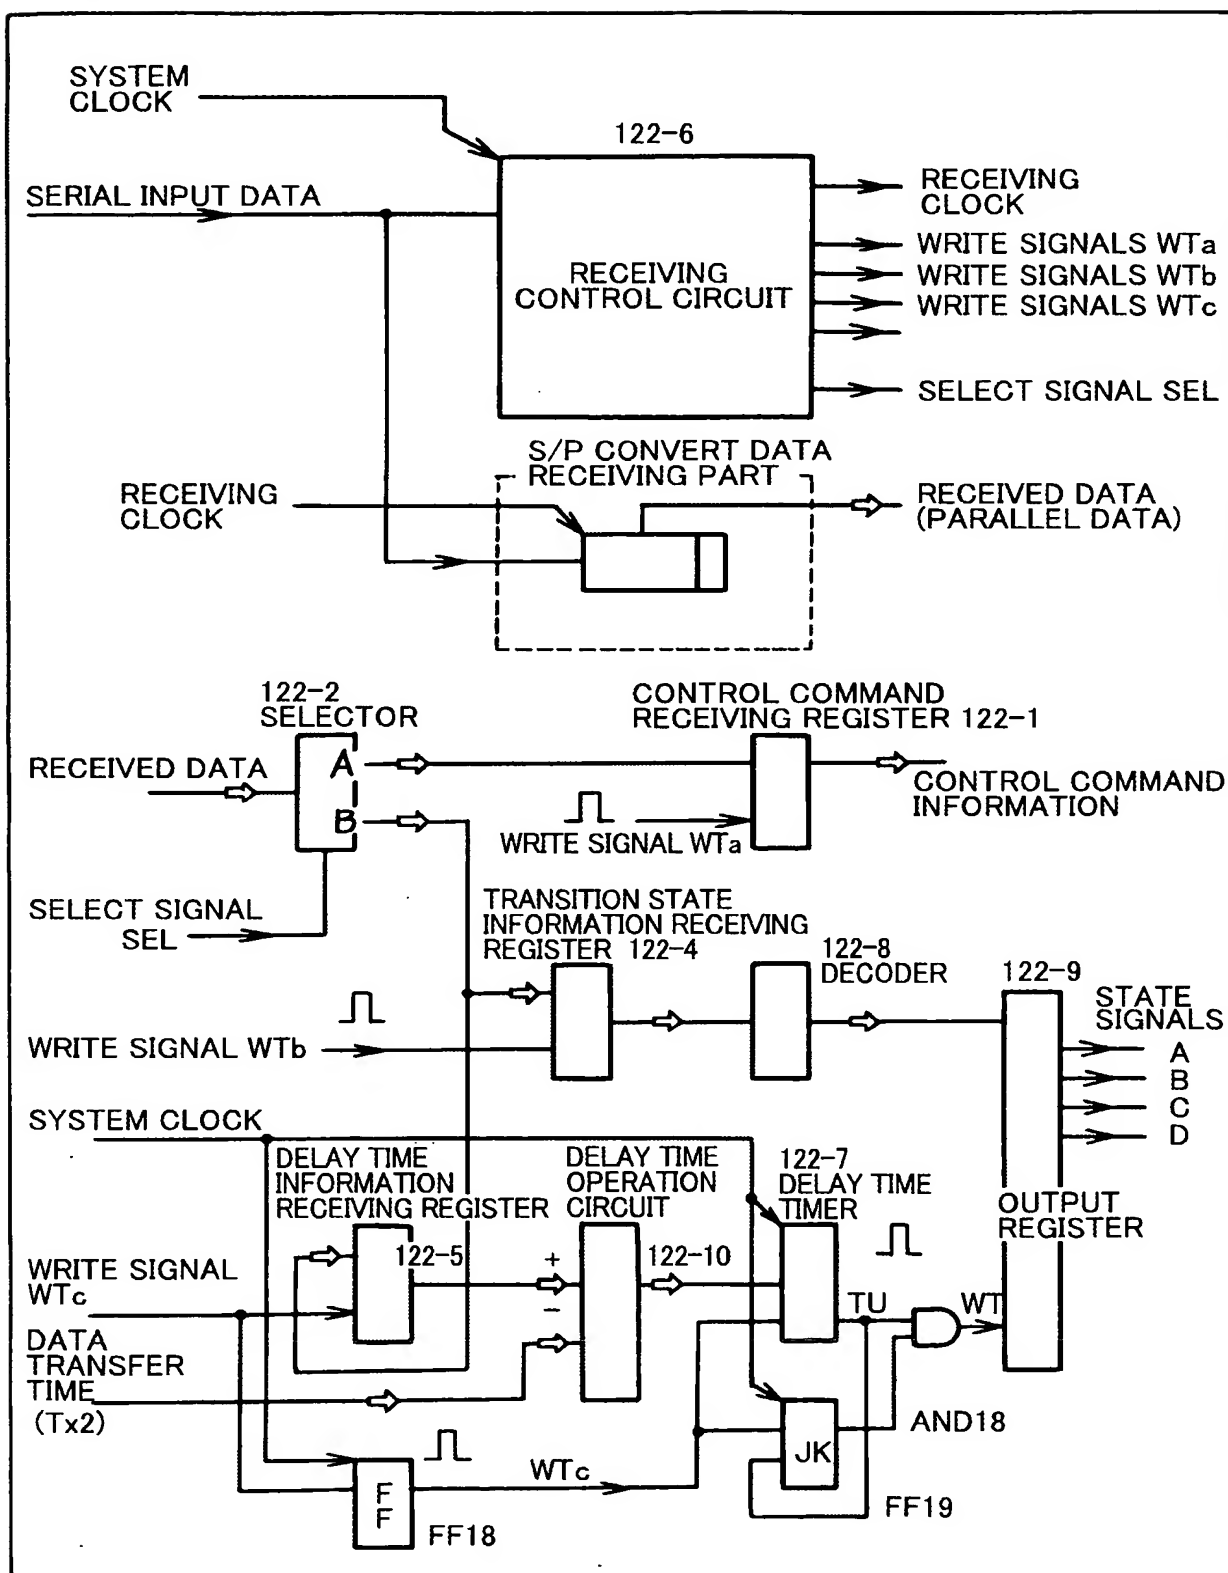 SYSTEM
CLOCK
122-6
SERIAL INPUT DATA
RECEIVING
CONTROL CIRCUIT
RECEIVING
CLOCK
WRITE SIGNALS WTa
WRITE SIGNALS WTb
WRITE SIGNALS WTc
SELECT SIGNAL SEL
S/P CONVERT DATA
RECEIVING PART
RECEIVING
CLOCK
RECEIVED DATA
(PARALLEL DATA)
122-2
SELECTOR
CONTROL COMMAND
RECEIVING REGISTER 122-1
RECEIVED DATA
A
B
CONTROL COMMAND
INFORMATION
WRITE SIGNAL WTa
SELECT SIGNAL
SEL
TRANSITION STATE
INFORMATION RECEIVING
REGISTER 122-4
122-8
DECODER
122-9
STATE
SIGNALS
A
B
C
D
WRITE SIGNAL WTb
SYSTEM CLOCK
DELAY TIME
INFORMATION
RECEIVING REGISTER
122-5
DELAY TIME
OPERATION
CIRCUIT
122-10
122-7
DELAY TIME
TIMER
OUTPUT
REGISTER
WRITE SIGNAL
WTc
+
−
TU
WT
DATA
TRANSFER
TIME
(Tx2)
AND18
JK
WTc
FF19
F
F
FF18